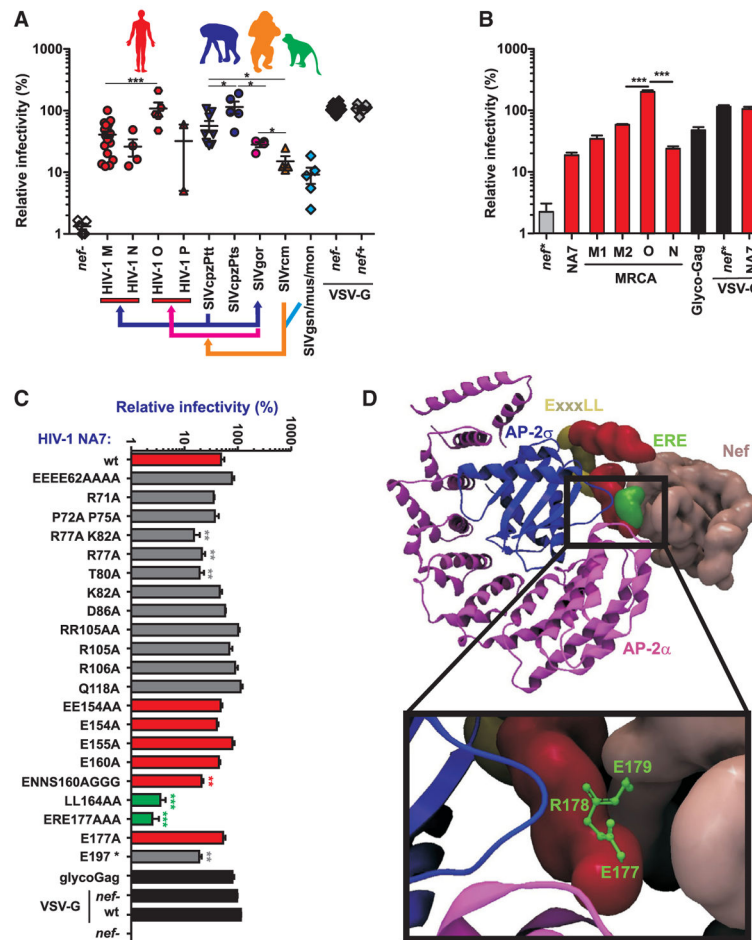 A
Relative infectivity (%)
1000
100
10
1
***
*
*
*
*
nef-
HIV-1 M
HIV-1 N
HIV-1 O
HIV-1 P
SIVcpzPtt
SIVcpzPts
SIVgor
SIVrcm
SIVgsn/mus/mon
nef-
nef+
VSV-G
B
Relative infectivity (%)
1000
100
10
1
***
***
nef*
NA7
M1
M2
O
N
MRCA
Glyco-Gag
nef*
NA7
VSV-G
C
Relative infectivity (%)
HIV-1 NA7:
1
10
100
1000
wt
EEEE62AAAA
R71A
P72A P75A
R77A K82A **
R77A **
T80A **
K82A
D86A
RR105AA
R105A
R106A
Q118A
EE154AA
E154A
E155A
E160A
ENNS160AGGG **
LL164AA ***
ERE177AAA ***
E177A
E197 * **
glycoGag
VSV-G nef-
wt
nef-
D
ExxxLL
AP-2σ
ERE
Nef
AP-2α
E179
R178
E177